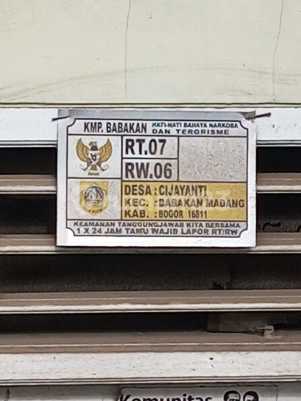 KMP. BABAKAN HATI-HATI BAHAYA NARKOBA
DAN TERORISME
RT.07
RW.06
DESA : CIJAYANTI
KEC. : BABAKAN MADANG
KAB. : BOGOR 16811
KEAMANAN TANGGUNGJAWAB KITA BERSAMA
1 X 24 JAM TAMU WAJIB LAPOR RT/RW
Komunitas